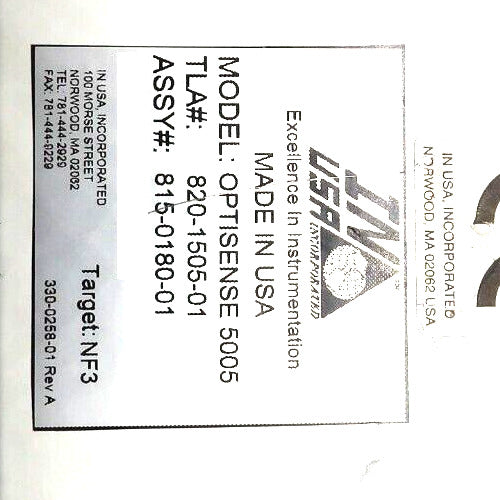 IN
USA
INCORPORATED
Excellence In Instrumentation
MADE IN USA
MODEL: OPTISENSE 5005
TLA#: 820-1505-01
ASSY#: 815-0180-01
IN USA, INCORPORATED
100 MORSE STREET
NORWOOD, MA 02062
TEL: 781-444-2929
FAX: 781-444-9229
Target: NF3
330-0258-01 Rev A
IN USA, INCORPORATED
NORWOOD, MA 02062 USA